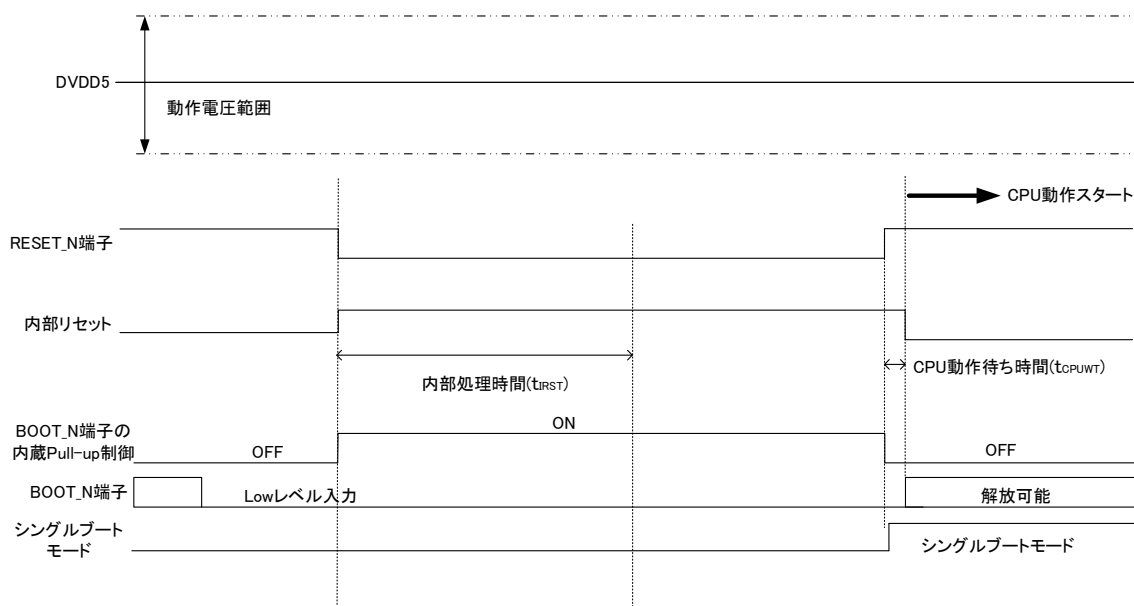 DVDD5
動作電圧範囲
CPU動作スタート
RESET_N端子
内部リセット
内部処理時間(tIRST)
CPU動作待ち時間(tCPUWT)
BOOT_N端子の
内蔵Pull-up制御
OFF
ON
OFF
BOOT_N端子
Lowレベル入力
解放可能
シングルブート
モード
シングルブートモード